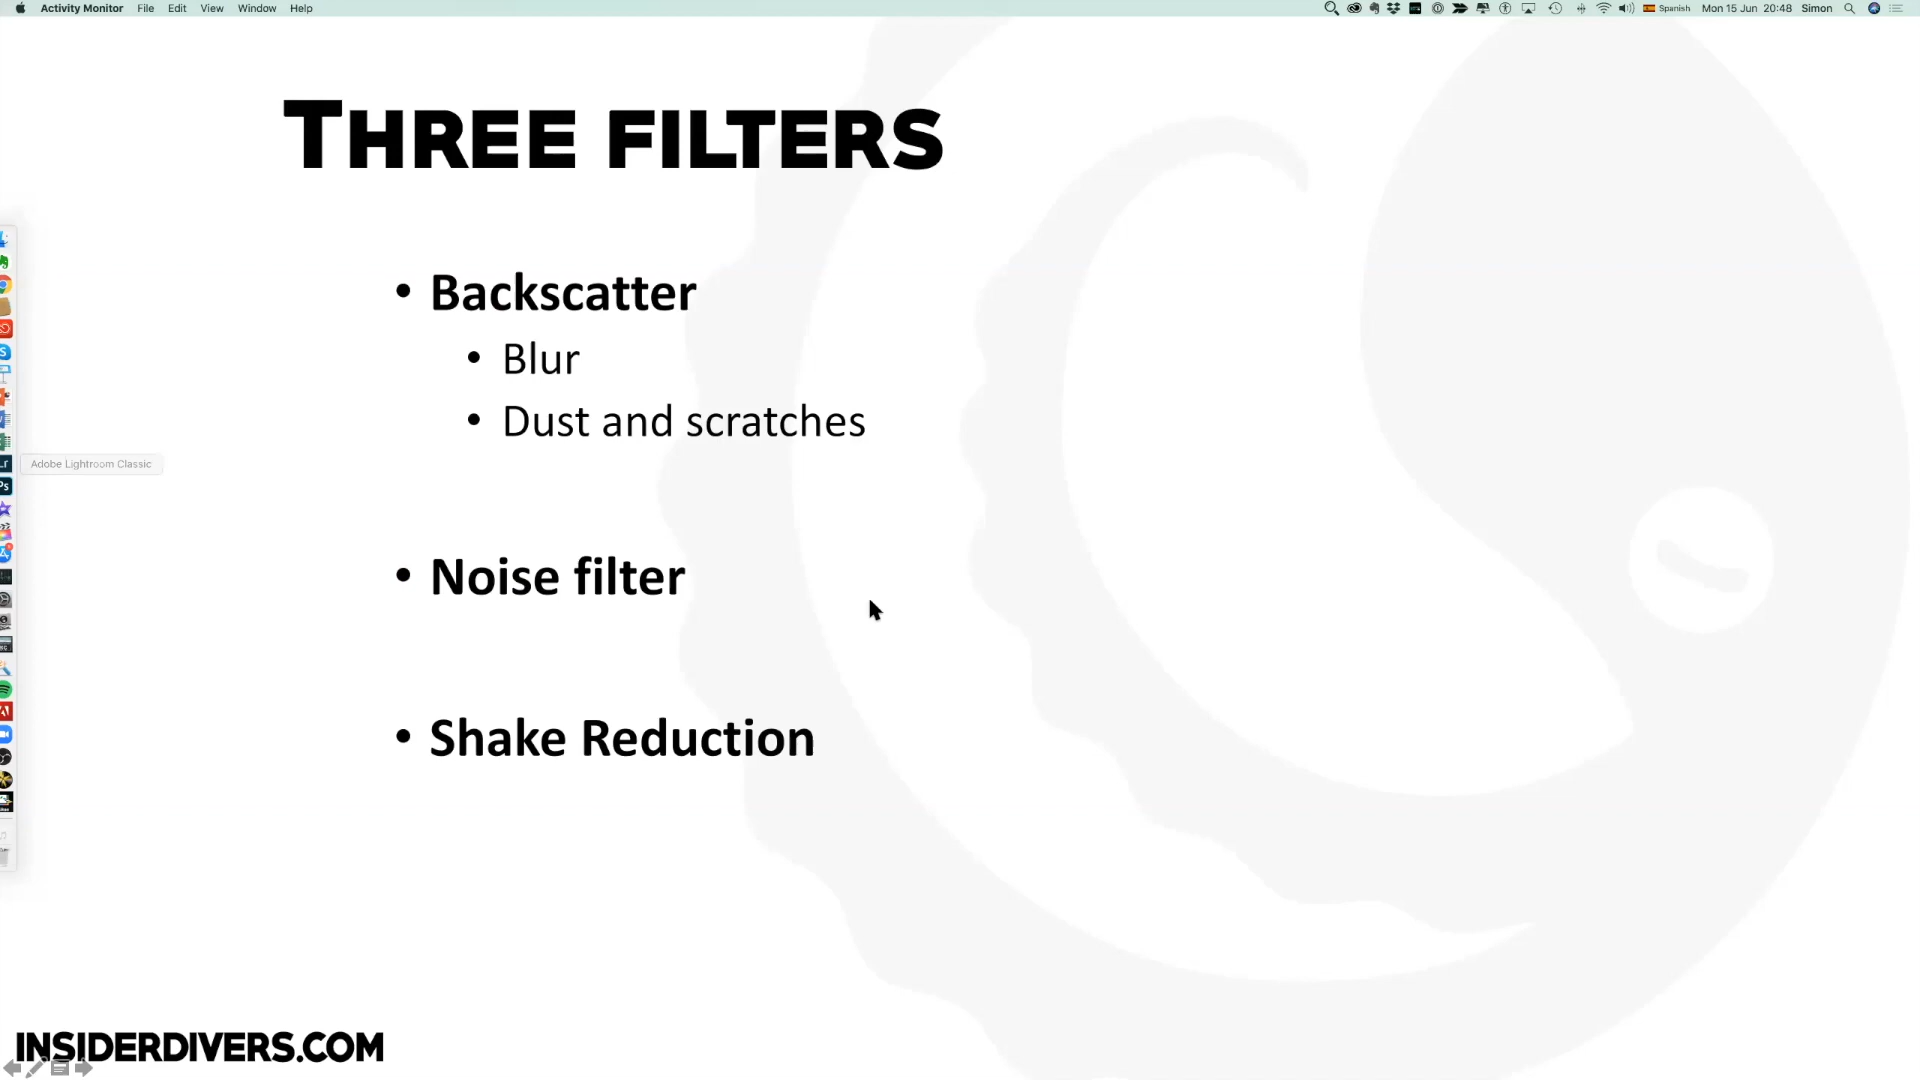 Activity Monitor File Edit View Window Help
Spanish Mon 15 Jun 20:48 Simon
THREE FILTERS
• Backscatter
• Blur
• Dust and scratches
Adobe Lightroom Classic
• Noise filter
• Shake Reduction
INSIDERDIVERS.COM